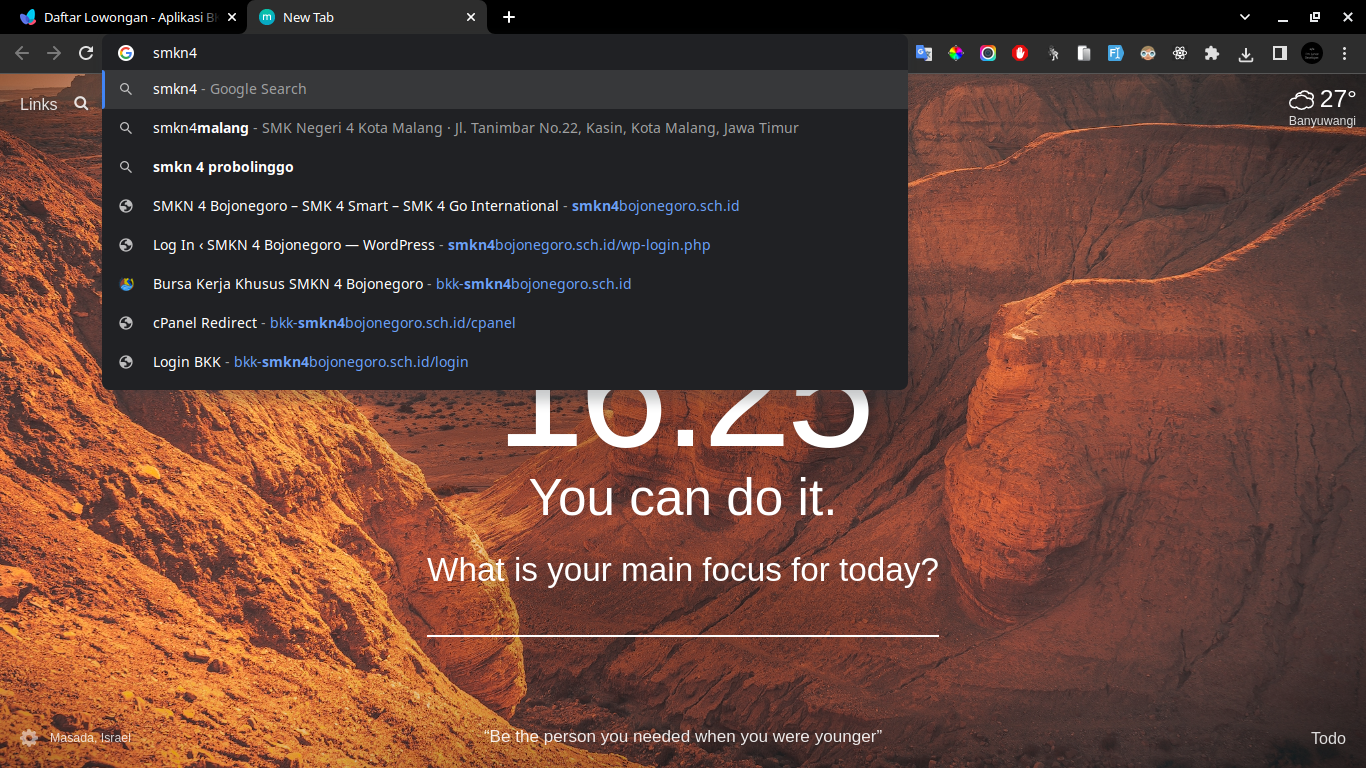 Daftar Lowongan - Aplikasi B
New Tab
smkn4
smkn4 - Google Search
smkn4malang - SMK Negeri 4 Kota Malang · Jl. Tanimbar No.22, Kasin, Kota Malang, Jawa Timur
smkn 4 probolinggo
SMKN 4 Bojonegoro – SMK 4 Smart – SMK 4 Go International - smkn4bojonegoro.sch.id
Log In ‹ SMKN 4 Bojonegoro — WordPress - smkn4bojonegoro.sch.id/wp-login.php
Bursa Kerja Khusus SMKN 4 Bojonegoro - bkk-smkn4bojonegoro.sch.id
cPanel Redirect - bkk-smkn4bojonegoro.sch.id/cpanel
Login BKK - bkk-smkn4bojonegoro.sch.id/login
Links
27°
Banyuwangi
16.25
You can do it.
What is your main focus for today?
Masada, Israel
“Be the person you needed when you were younger”
Todo